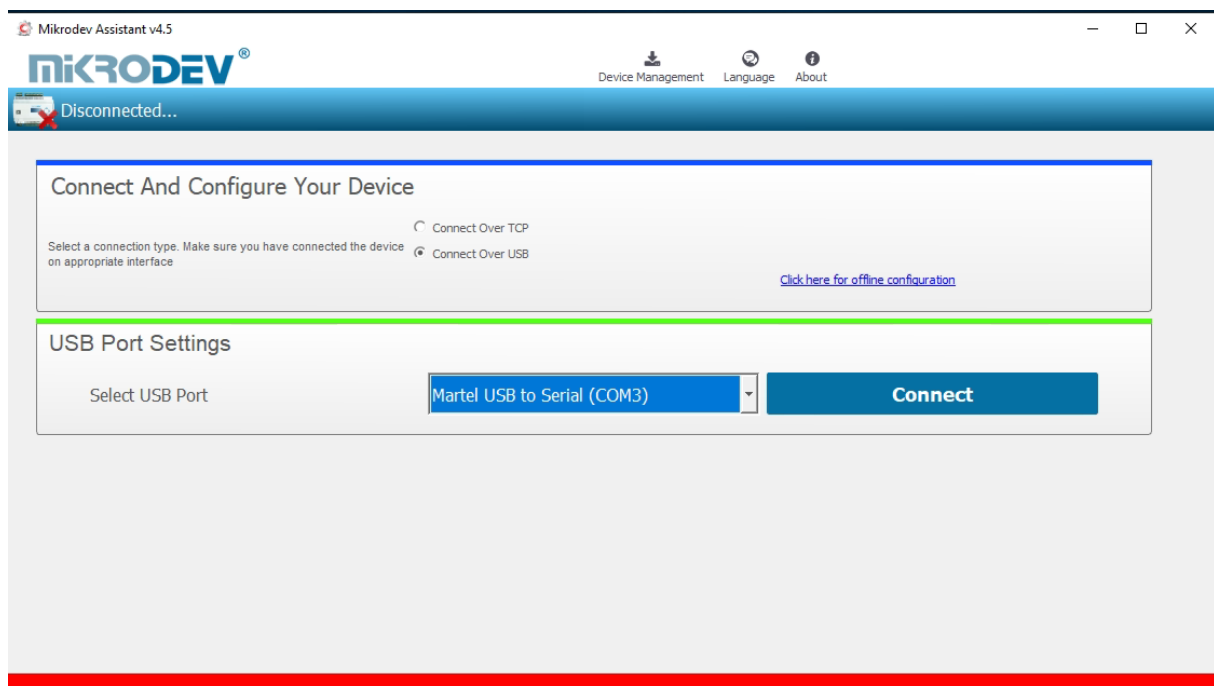 Mikrodev Assistant v4.5
MiKRODEV®
Device Management Language About
Disconnected...
Connect And Configure Your Device
Connect Over TCP
Select a connection type. Make sure you have connected the device
on appropriate interface
Connect Over USB
Click here for offline configuration
USB Port Settings
Select USB Port
Martel USB to Serial (COM3)
Connect